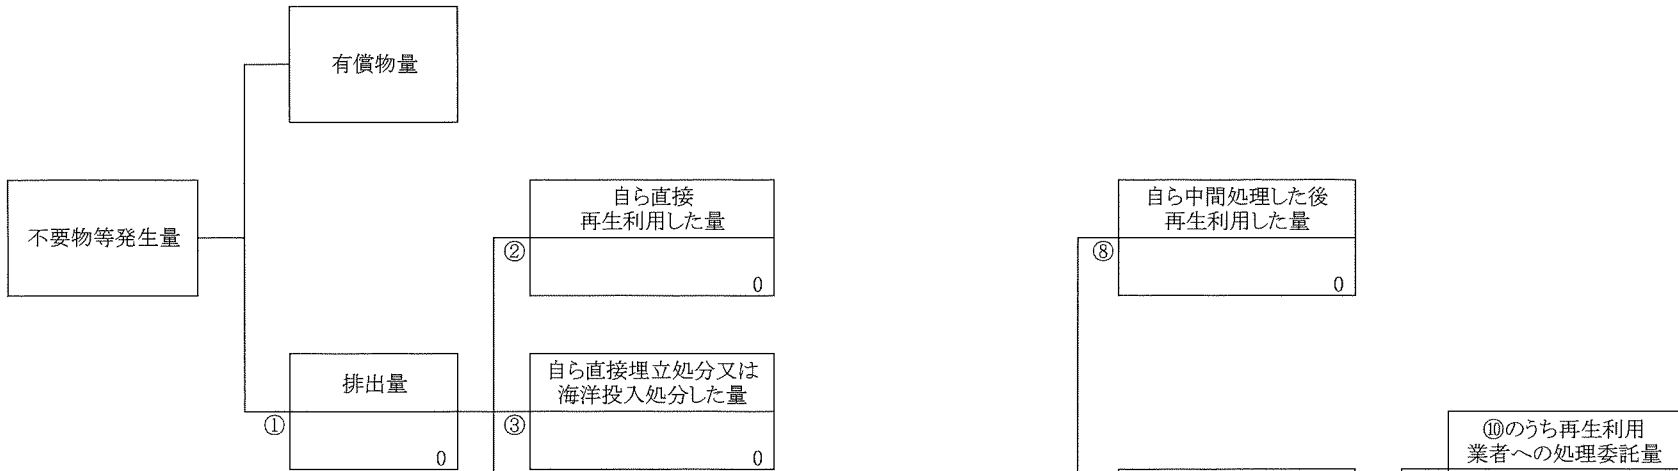 有償物量
不要物等発生量
自ら直接
再生利用した量
②
0
自ら中間処理した後
再生利用した量
⑧
0
排出量
①
0
自ら直接埋立処分又は
海洋投入処分した量
③
0
⑩のうち再生利用
業者への処理委託量